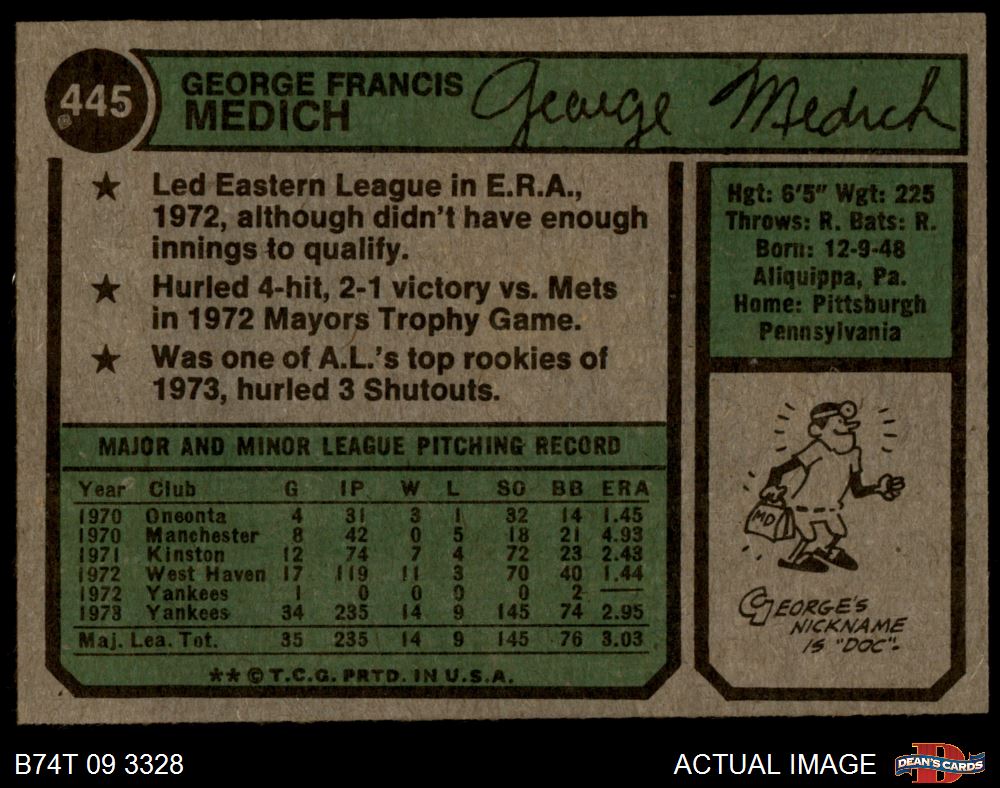 445
GEORGE FRANCIS
MEDICH
George Medich
★ Led Eastern League in E.R.A.,
1972, although didn't have enough
innings to qualify.
★ Hurled 4-hit, 2-1 victory vs. Mets
in 1972 Mayors Trophy Game.
★ Was one of A.L.'s top rookies of
1973, hurled 3 Shutouts.
Hgt: 6'5" Wgt: 225
Throws: R. Bats: R.
Born: 12-9-48
Aliquippa, Pa.
Home: Pittsburgh
Pennsylvania
MAJOR AND MINOR LEAGUE PITCHING RECORD
Year Club G IP W L SO BB ERA
1970 Oneonta 4 31 3 1 32 14 1.45
1970 Manchester 8 42 0 5 18 21 4.93
1971 Kinston 12 74 7 4 72 23 2.43
1972 West Haven 17 119 11 3 70 40 1.44
1972 Yankees 1 0 0 0 0 2 —
1973 Yankees 34 235 14 9 145 74 2.95
Maj. Lea. Tot. 35 235 14 9 145 76 3.03
** © T.C.G. PRTD. IN U.S.A.
MD
GEORGE'S
NICKNAME
IS "DOC".
B74T 09 3328
ACTUAL IMAGE
DEAN'S CARDS